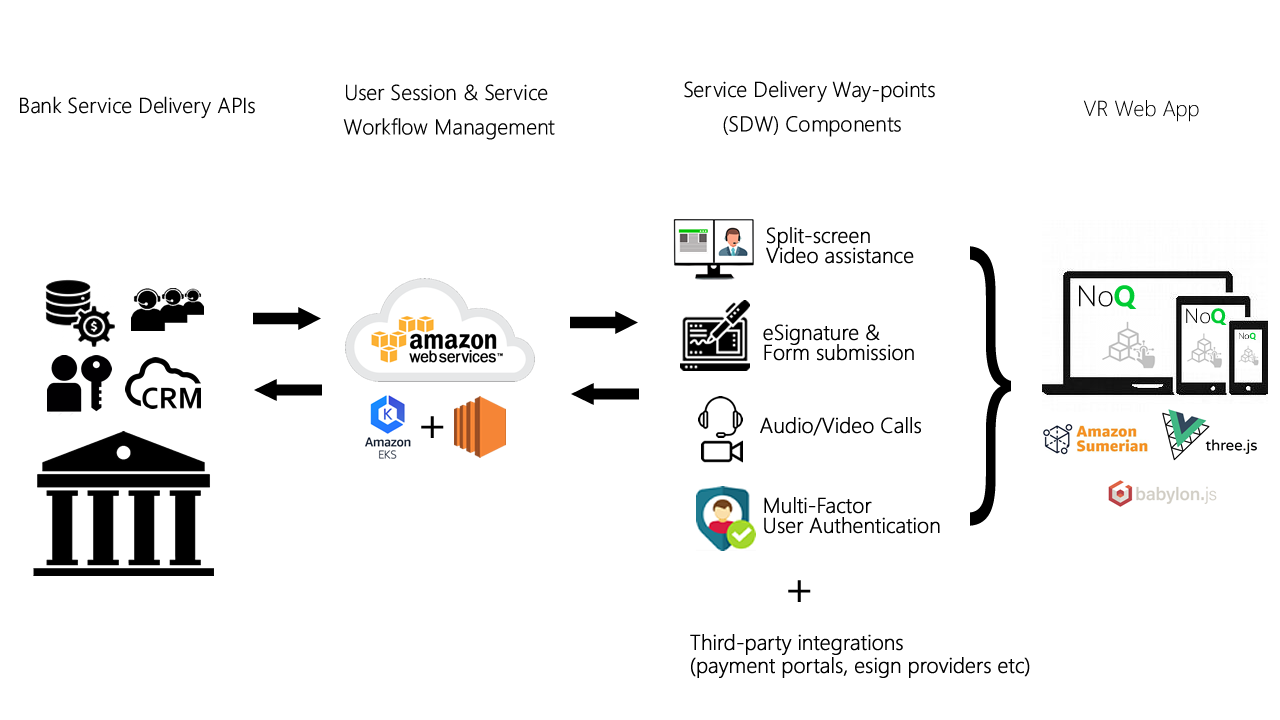 Bank Service Delivery APIs
User Session & Service
Workflow Management
Service Delivery Way-points
(SDW) Components
VR Web App
$
CRM
amazon
webservices™
K
Amazon
EKS
+
Split-screen
Video assistance
eSignature &
Form submission
Audio/Video Calls
Multi-Factor
User Authentication
+
Third-party integrations
(payment portals, esign providers etc)
NoQ
NoQ
NoQ
Amazon
Sumerian
three.js
babylon.js